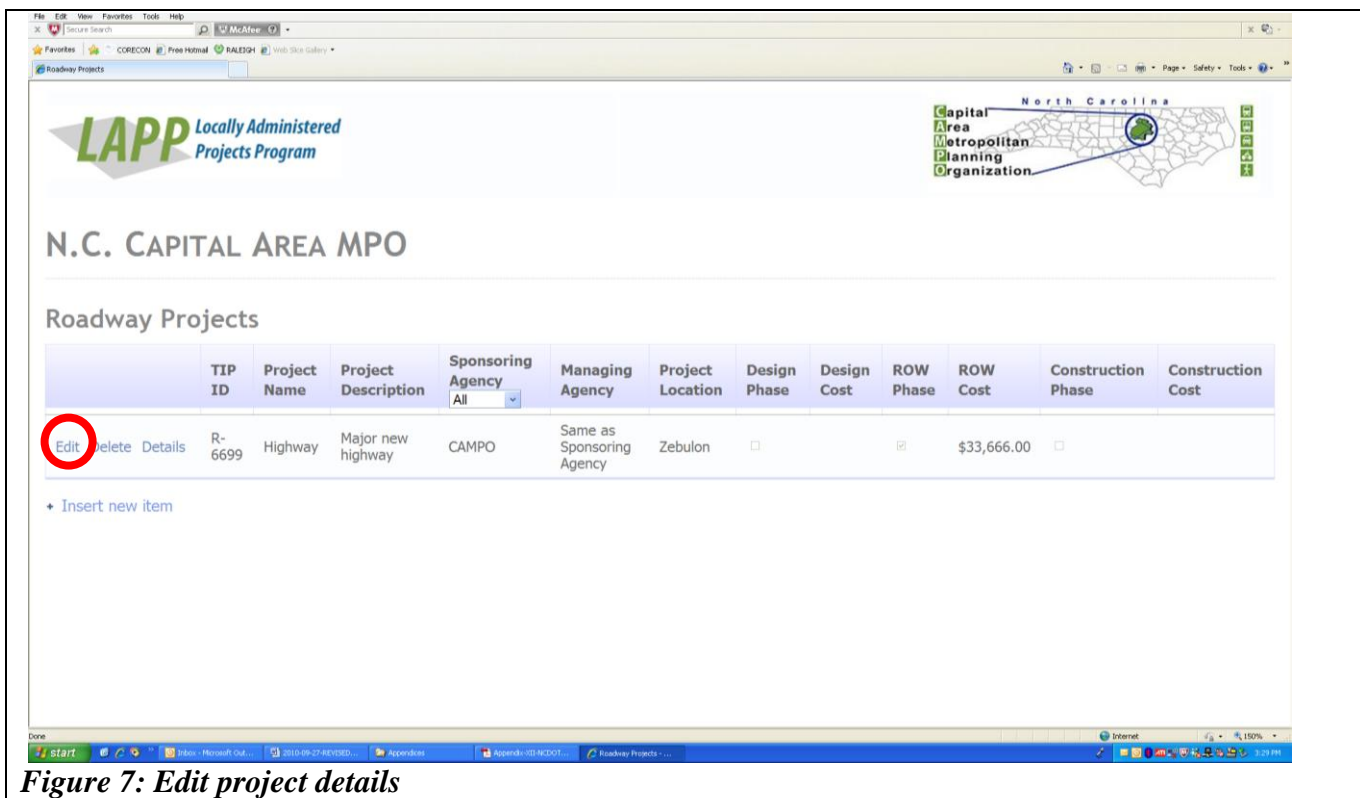 File Edit View Favorites Tools Help
x Secure Search McAfee x
Favorites CORECON Free Hotmail RALEIGH Web Slice Gallery
Roadway Projects Page Safety Tools
LAPP Locally Administered
Projects Program
North Carolina
Capital
Area
Metropolitan
Planning
Organization
N.C. CAPITAL AREA MPO
Roadway Projects
TIP ID Project Name Project Description Sponsoring Agency All Managing Agency Project Location Design Phase Design Cost ROW Phase ROW Cost Construction Phase Construction Cost
Edit Delete Details R-6699 Highway Major new highway CAMPO Same as Sponsoring Agency Zebulon $33,666.00
+ Insert new item
Done Internet 150%
start Inbox - Microsoft Out... 2010-09-27-REVISED... Appendices Appendix-XII-NCDOT... Roadway Projects - ... 3:29 PM
Figure 7: Edit project details